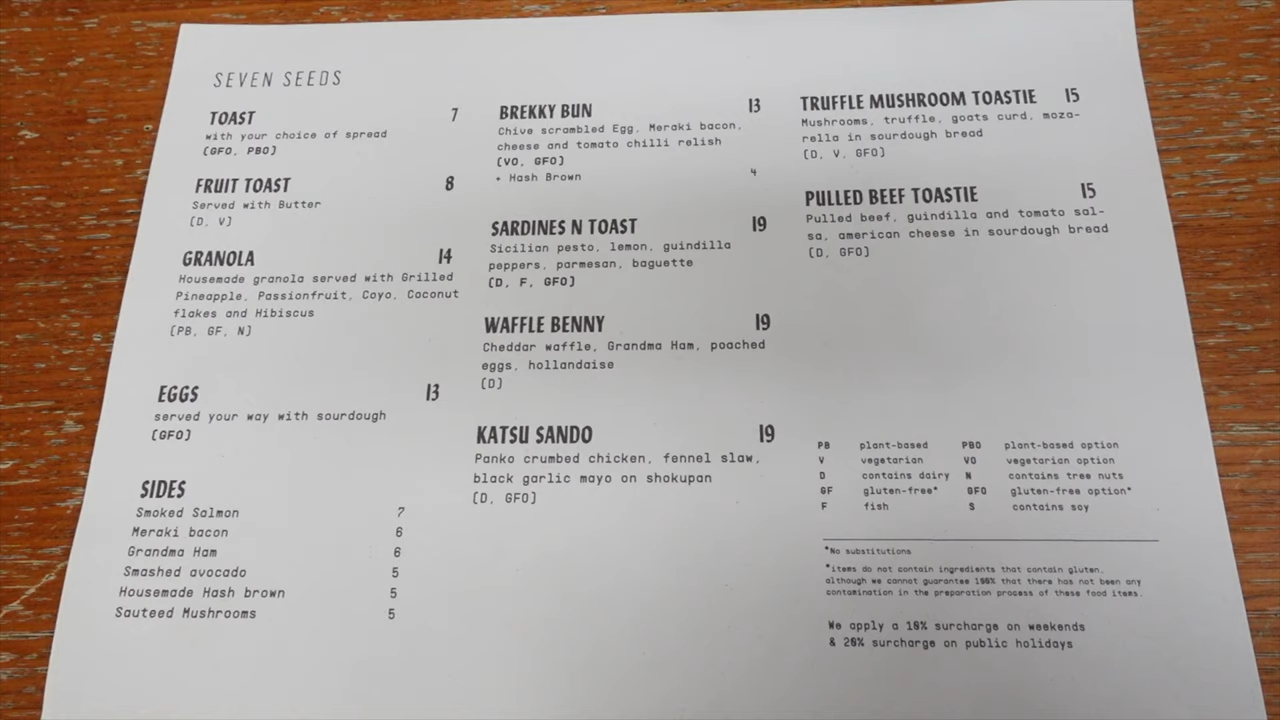 SEVEN SEEDS
TOAST 7
with your choice of spread
(GFO, PBO)
FRUIT TOAST 8
Served with Butter
(D, V)
GRANOLA 14
Housemade granola served with Grilled
Pineapple, Passionfruit, Coyo, Coconut
flakes and Hibiscus
(PB, GF, N)
EGGS 13
served your way with sourdough
(GFO)
SIDES
Smoked Salmon 7
Meraki bacon 6
Grandma Ham 6
Smashed avocado 5
Housemade Hash brown 5
Sauteed Mushrooms 5
BREKKY BUN 13
Chive scrambled Egg, Meraki bacon,
cheese and tomato chilli relish
(VO, GFO)
+ Hash Brown 4
SARDINES N TOAST 19
Sicilian pesto, lemon, guindilla
peppers, parmesan, baguette
(D, F, GFO)
WAFFLE BENNY 19
Cheddar waffle, Grandma Ham, poached
eggs, hollandaise
(D)
KATSU SANDO 19
Panko crumbed chicken, fennel slaw,
black garlic mayo on shokupan
(D, GFO)
TRUFFLE MUSHROOM TOASTIE 15
Mushrooms, truffle, goats curd, moza-
rella in sourdough bread
(D, V, GFO)
PULLED BEEF TOASTIE 15
Pulled beef, guindilla and tomato sal-
sa, american cheese in sourdough bread
(D, GFO)
PB plant-based PBO plant-based option
V vegetarian VO vegetarian option
D contains dairy N contains tree nuts
GF gluten-free* GFO gluten-free option*
F fish S contains soy
*No substitutions
*items do not contain ingredients that contain gluten,
although we cannot guarantee 100% that there has not been any
contamination in the preparation process of these food items.
We apply a 10% surcharge on weekends
& 20% surcharge on public holidays